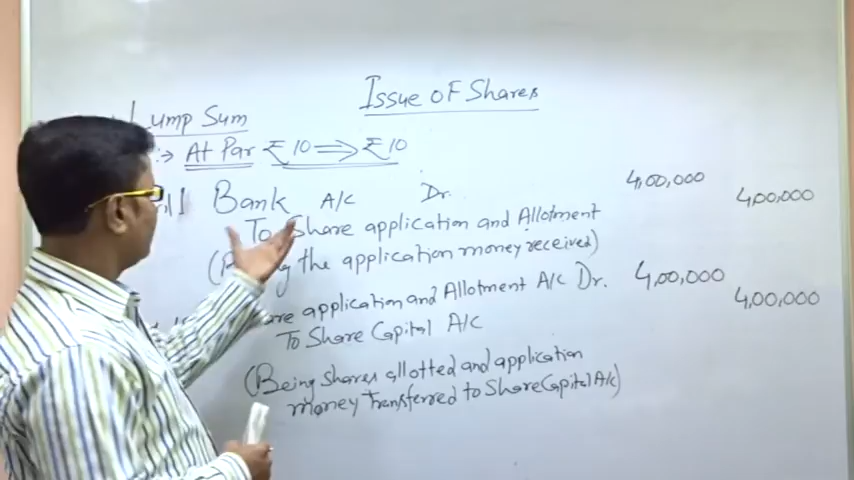 Issue OF Shares
Lump Sum
:→ At Par ₹10 ⟹ ₹10
Bank A/c Dr. 4,00,000
To Share application and Allotment 4,00,000
the application money received)
application and Allotment A/c Dr. 4,00,000
To Share Capital A/c 4,00,000
(Being shares allotted and application
money Transferred to Share Capital A/c)